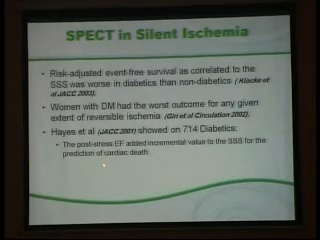 SPECT in Silent Ischemia
• Risk-adjusted event-free survival as correlated to the
SSS was worse in diabetics than non-diabetics (Klocke et
al JACC 2003).
• Women with DM had the worst outcome for any given
extent of reversible ischemia (Giri et al Circulation 2002).
• Hayes et al (JACC 2001) showed on 714 Diabetics:
• The post-stress EF added incremental value to the SSS for the
prediction of cardiac death.